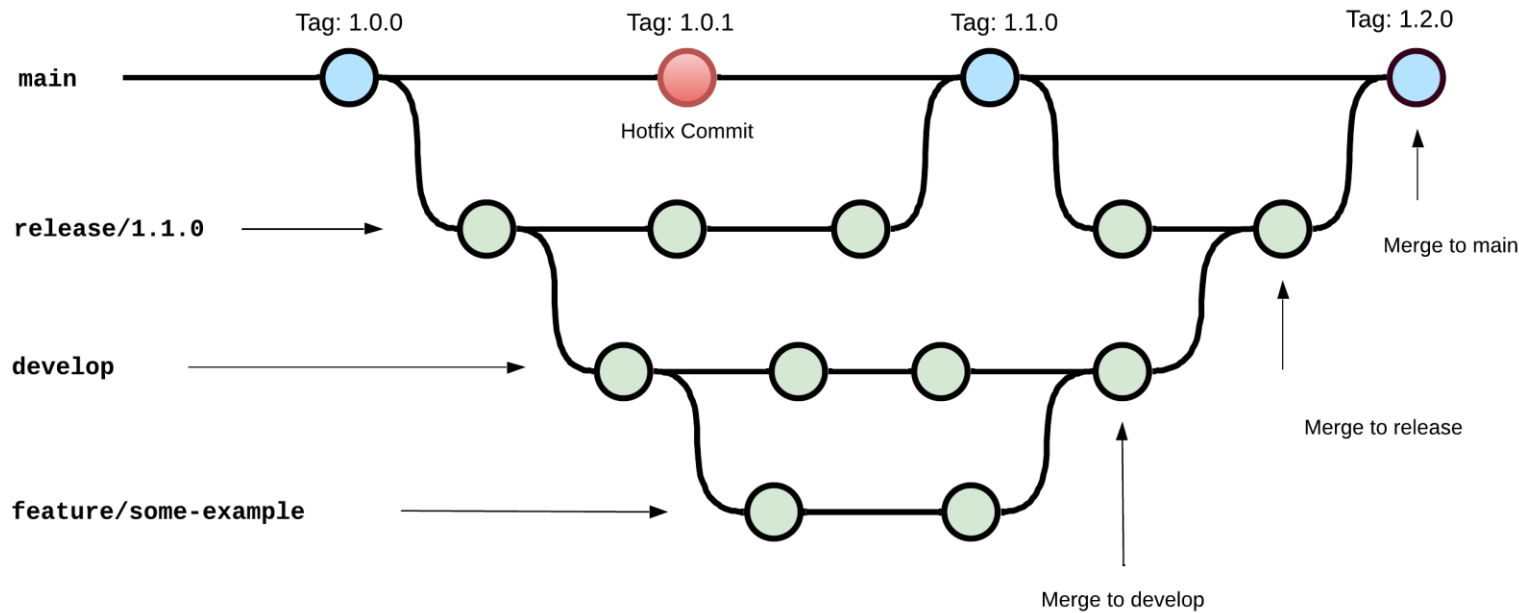 Tag: 1.0.0
Tag: 1.0.1
Tag: 1.1.0
Tag: 1.2.0
main
Hotfix Commit
release/1.1.0
Merge to main
develop
Merge to release
feature/some-example
Merge to develop